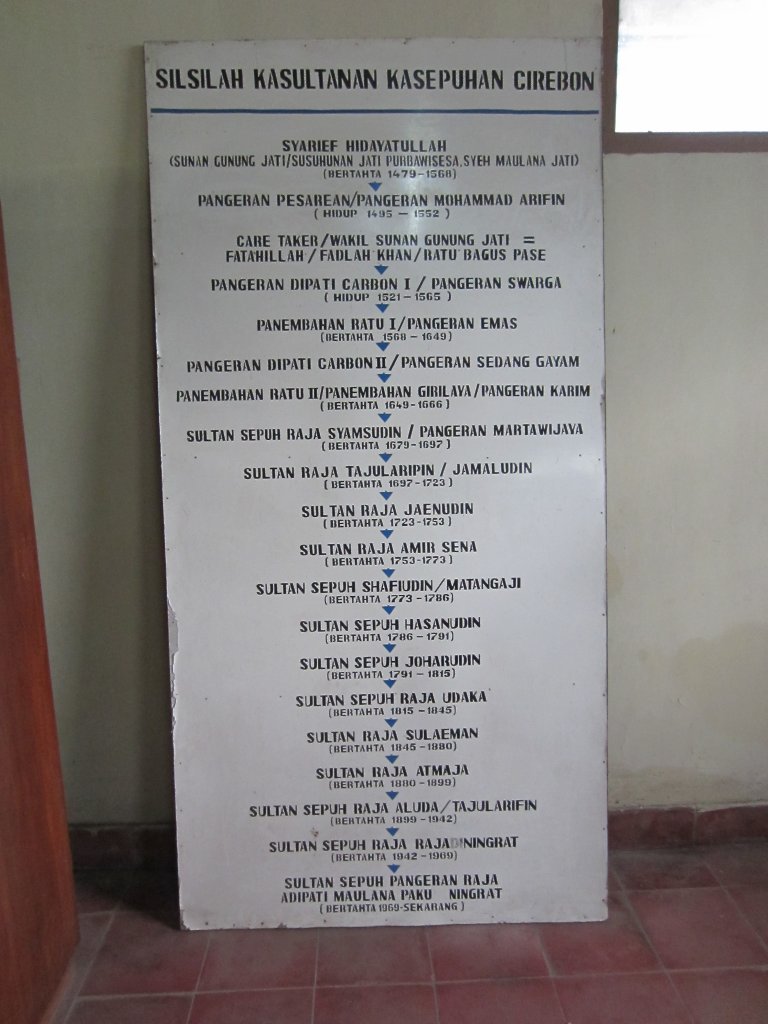 SILSILAH KASULTANAN KASEPUHAN CIREBON
SYARIEF HIDAYATULLAH
(SUNAN GUNUNG JATI/SUSUHUNAN JATI PURBAWISESA, SYEH MAULANA JATI)
(BERTAHTA 1479-1568)
PANGERAN PESAREAN/PANGERAN MOHAMMAD ARIFIN
( HIDUP 1495 – 1552 )
CARE TAKER/WAKIL SUNAN GUNUNG JATI =
FATAHILLAH/FADLAH KHAN/RATU BAGUS PASE
PANGERAN DIPATI CARBON I / PANGERAN SWARGA
( HIDUP 1521–1565 )
PANEMBAHAN RATU I/PANGERAN EMAS
(BERTAHTA 1568 – 1649)
PANGERAN DIPATI CARBON II/PANGERAN SEDANG GAYAM
PANEMBAHAN RATU II/PANEMBAHAN GIRILAYA/PANGERAN KARIM
(BERTAHTA 1649-1666)
SULTAN SEPUH RAJA SYAMSUDIN / PANGERAN MARTAWIJAYA
(BERTAHTA 1679-1697)
SULTAN RAJA TAJULARIPIN / JAMALUDIN
(BERTAHTA 1697-1723)
SULTAN RAJA JAENUDIN
(BERTAHTA 1723-1753)
SULTAN RAJA AMIR SENA
(BERTAHTA 1753-1773)
SULTAN SEPUH SHAFIUDIN/MATANGAJI
(BERTAHTA 1773 –1786)
SULTAN SEPUH HASANUDIN
(BERTAHTA 1786 – 1791)
SULTAN SEPUH JOHARUDIN
(BERTAHTA 1791 – 1815)
SULTAN SEPUH RAJA UDAKA
(BERTAHTA 1815 –1845)
SULTAN RAJA SULAEMAN
(BERTAHTA 1845 –1880)
SULTAN RAJA ATMAJA
(BERTAHTA 1880 –1899)
SULTAN SEPUH RAJA ALUDA/TAJULARIFIN
(BERTAHTA 1899 –1942)
SULTAN SEPUH RAJA RAJADININGRAT
(BERTAHTA 1942 –1969)
SULTAN SEPUH PANGERAN RAJA
ADIPATI MAULANA PAKU NINGRAT
(BERTAHTA 1969-SEKARANG)